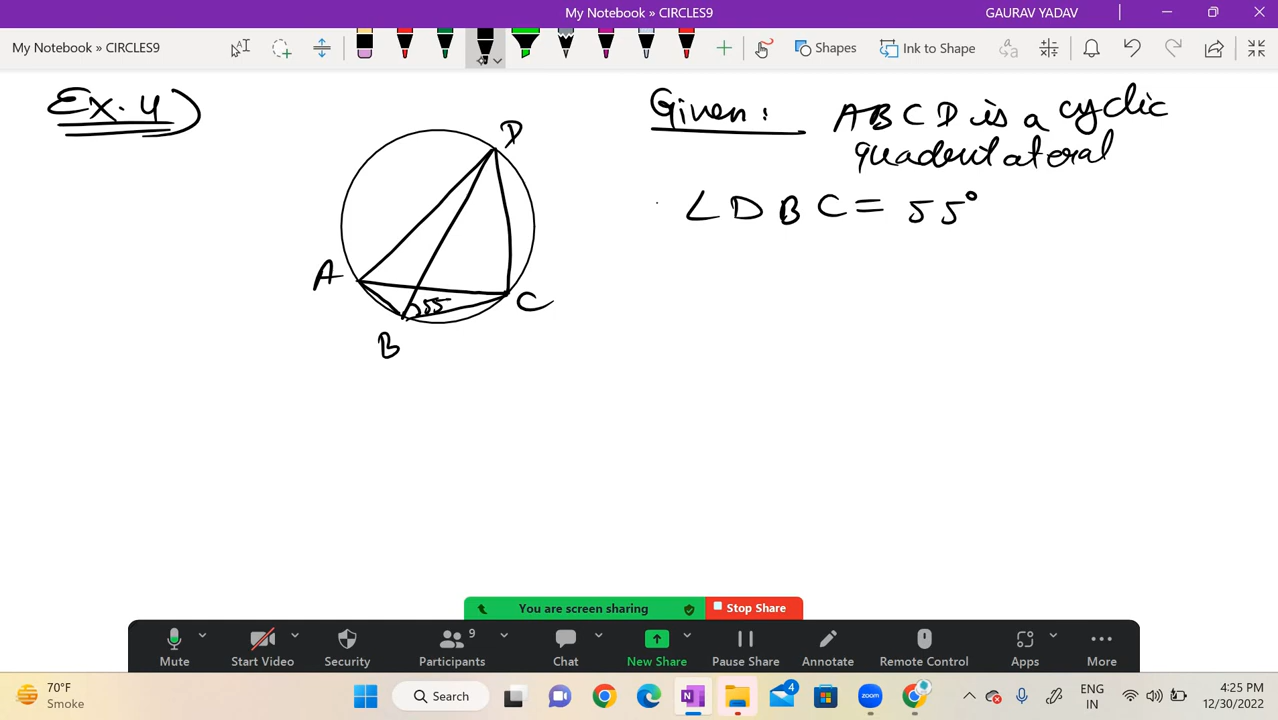 My Notebook » CIRCLES9
GAURAV YADAV
My Notebook » CIRCLES9
Shapes
Ink to Shape
Ex. 4)
Given: ABCD is a cyclic
quadrilateral
∠DBC = 55°
D
A
55
C
B
You are screen sharing
Stop Share
9
Mute
Start Video
Security
Participants
Chat
New Share
Pause Share
Annotate
Remote Control
Apps
More
70°F
Smoke
Search
4
zoom
ENG
IN
4:25 PM
12/30/2022